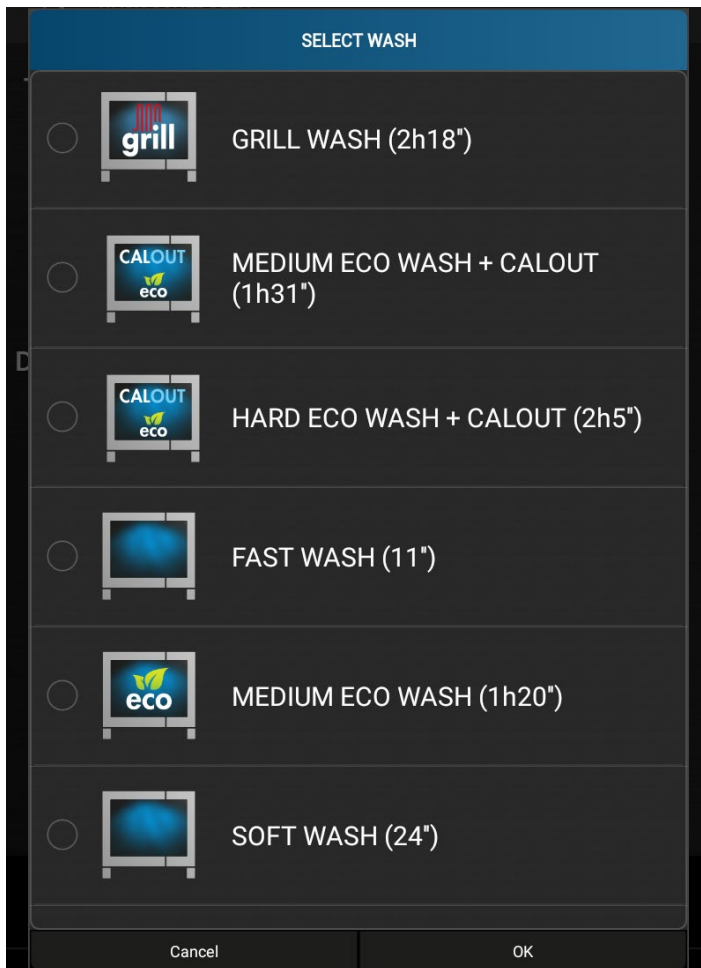 SELECT WASH
grill
GRILL WASH (2h18")
CALOUT
eco
MEDIUM ECO WASH + CALOUT
(1h31")
CALOUT
eco
HARD ECO WASH + CALOUT (2h5")
FAST WASH (11")
eco
MEDIUM ECO WASH (1h20")
SOFT WASH (24")
Cancel
OK